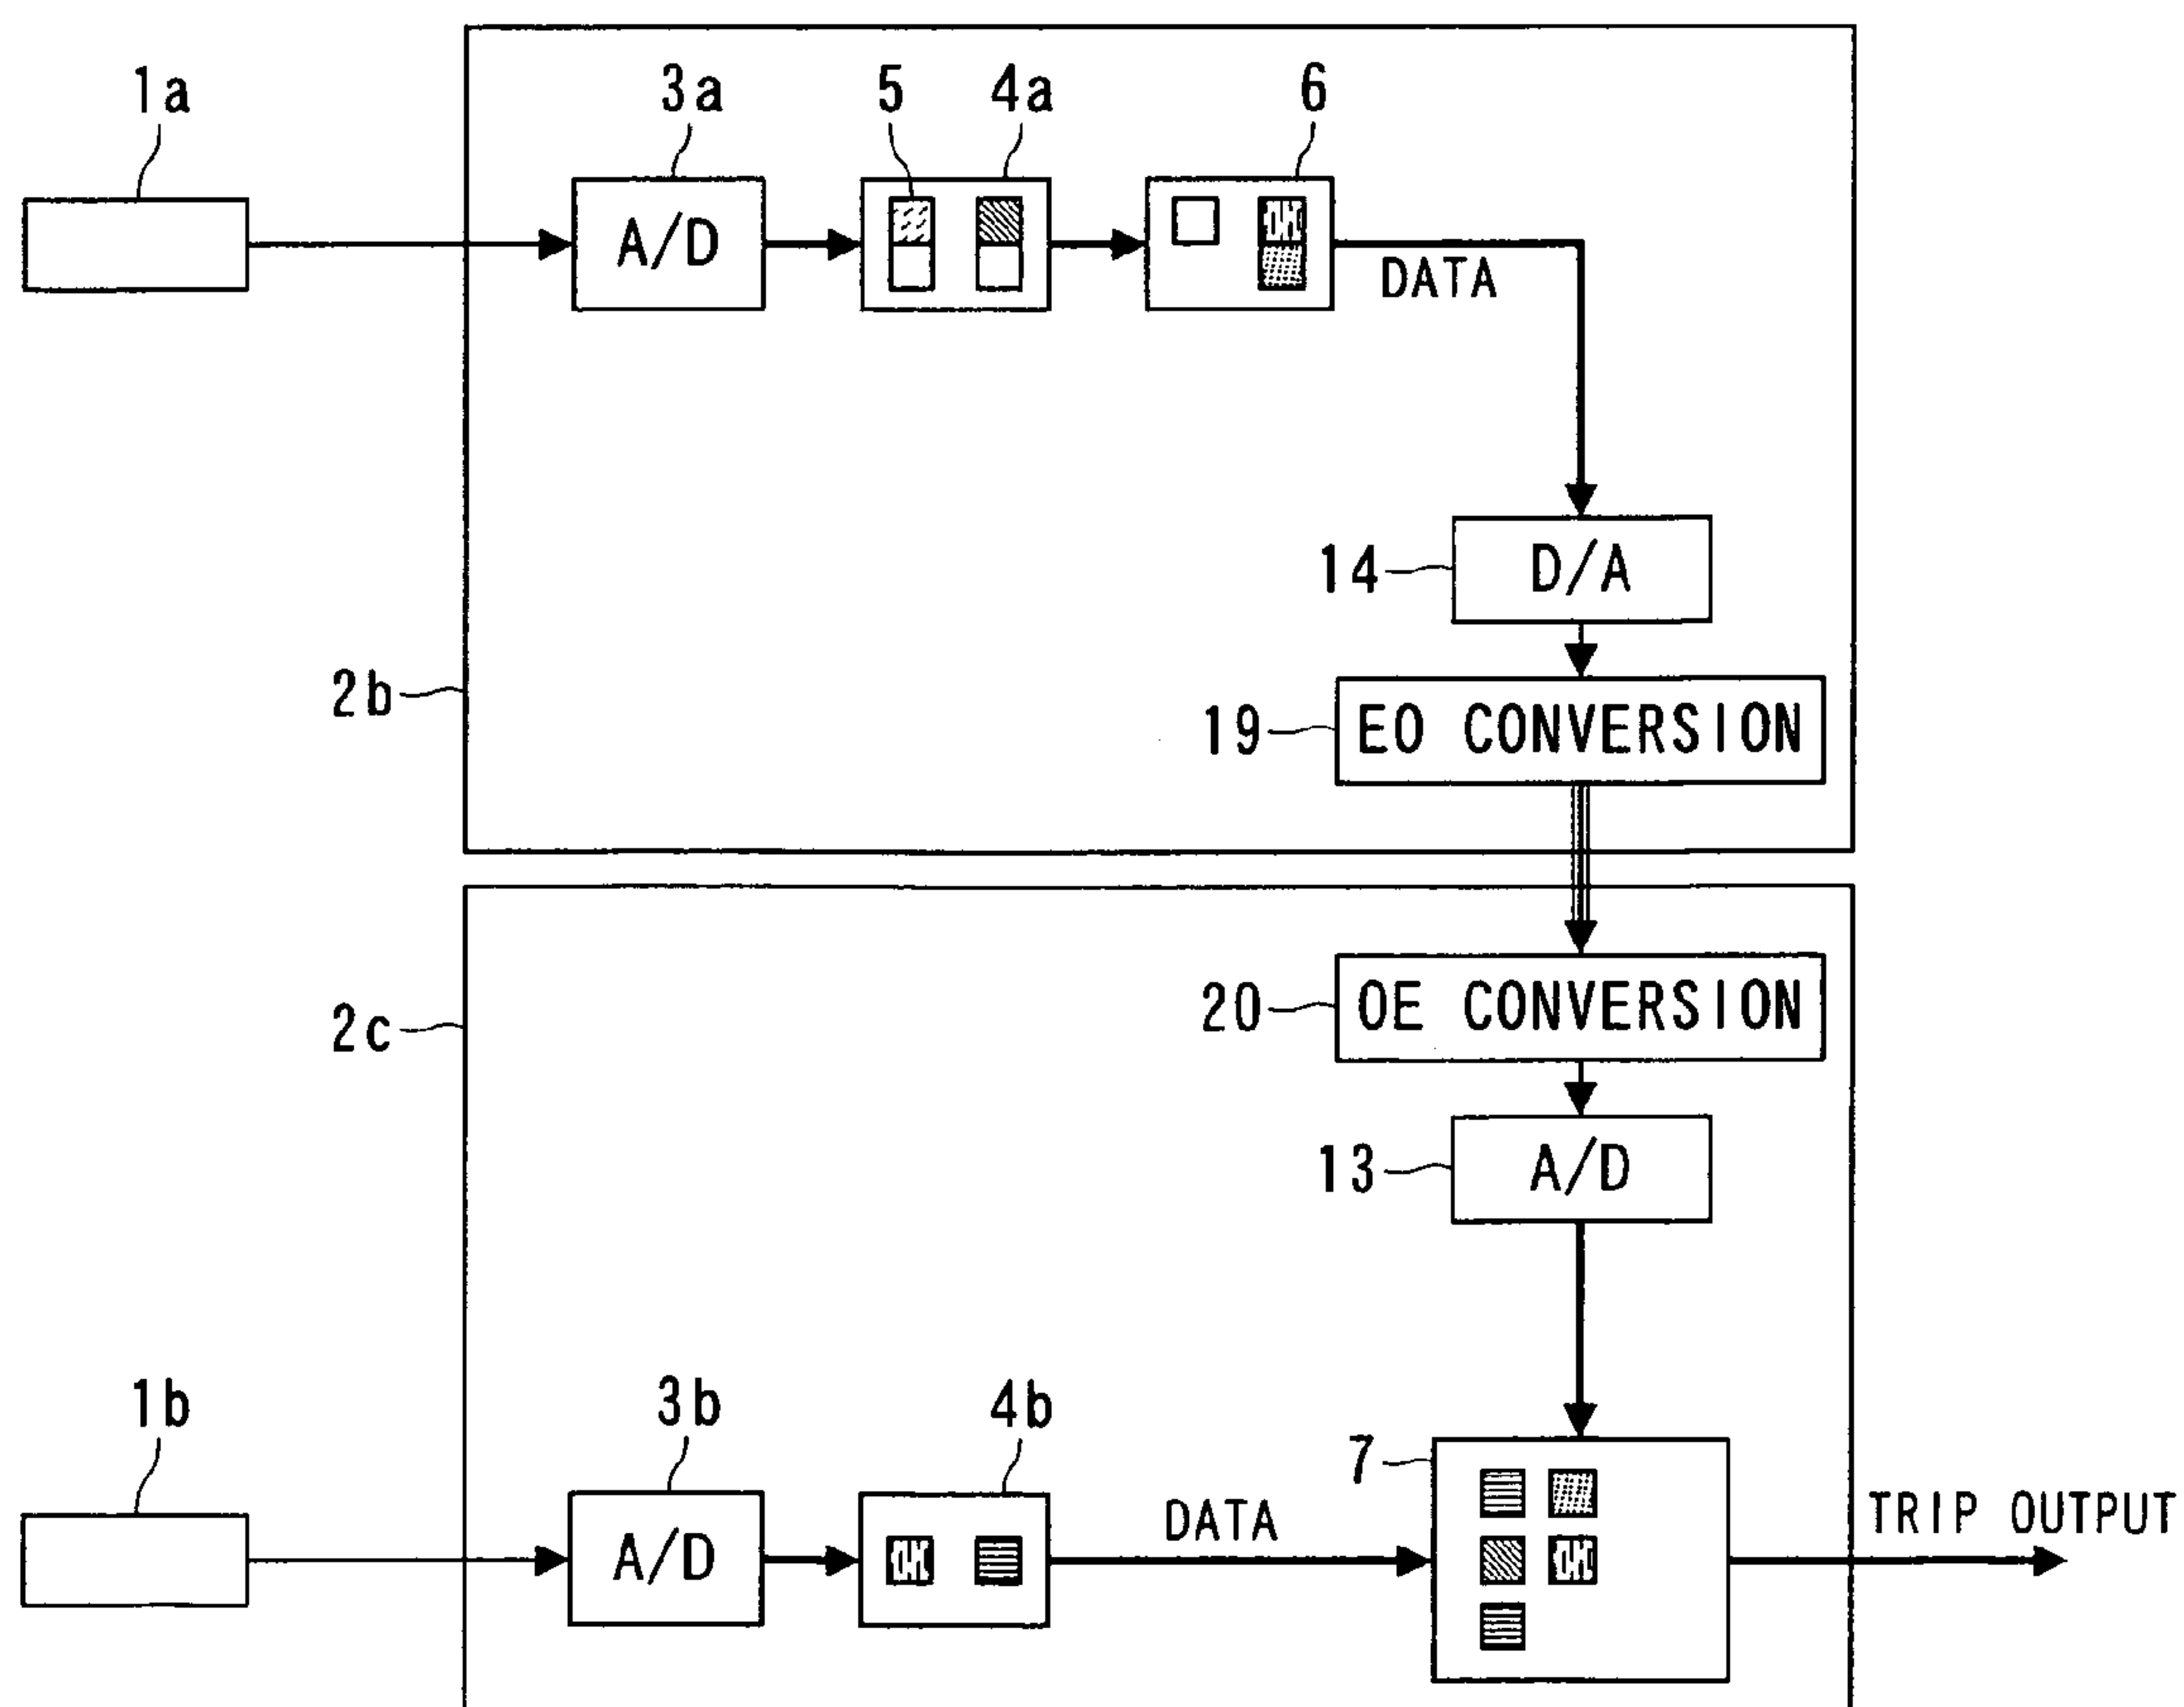 1a
3a
5
4a
6
A/D
DATA
14
D/A
2b
19
EO CONVERSION
2c
20
OE CONVERSION
13
A/D
1b
3b
4b
7
A/D
DATA
TRIP OUTPUT